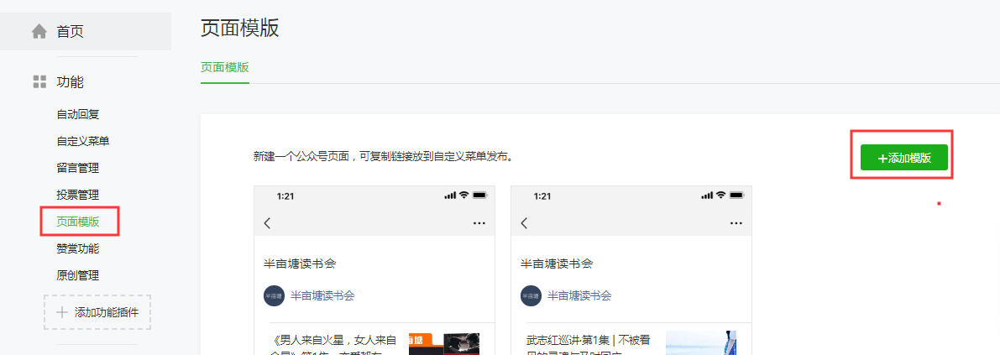 首页
功能
自动回复
自定义菜单
留言管理
投票管理
页面模版
赞赏功能
原创管理
添加功能插件
页面模版
页面模版
新建一个公众号页面，可复制链接放到自定义菜单发布。
+添加模版
1:21
半亩塘读书会
半亩塘 半亩塘读书会
《男人来自火星，女人来自
1:21
半亩塘读书会
半亩塘 半亩塘读书会
武志红巡讲·第1集 | 不被看